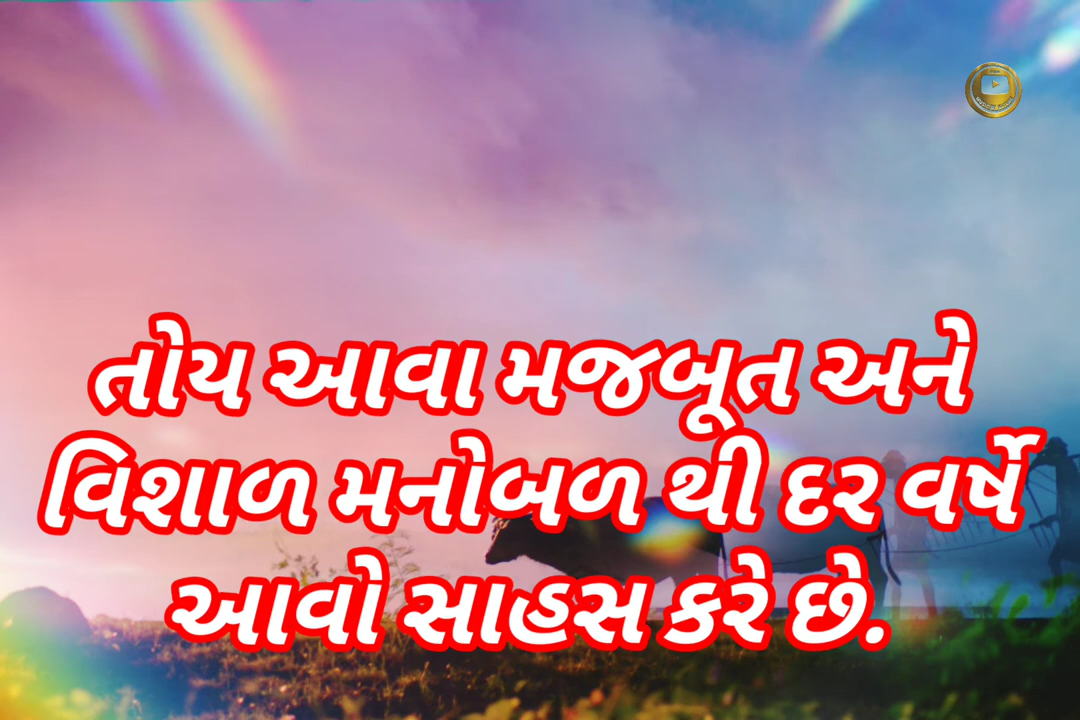 તોય આવા મજબૂત અને
વિશાળ મનોબળ થી દર વર્ષે
આવો સાહસ કરે છે.